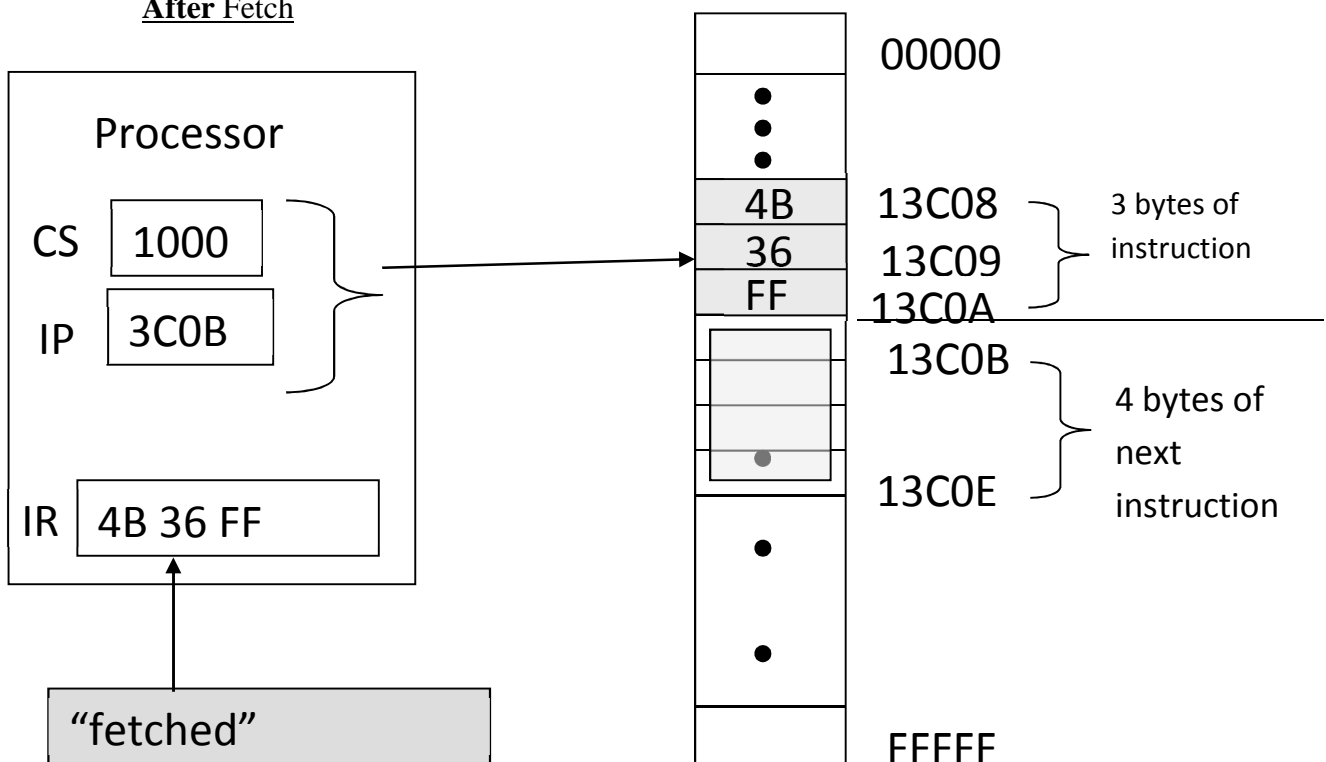 After Fetch
Processor
CS 1000
IP 3C0B
IR 4B 36 FF
“fetched”
00000
4B 13C08
36 13C09
FF 13C0A
3 bytes of
instruction
13C0B
13C0E
4 bytes of
next
instruction
FFFFF